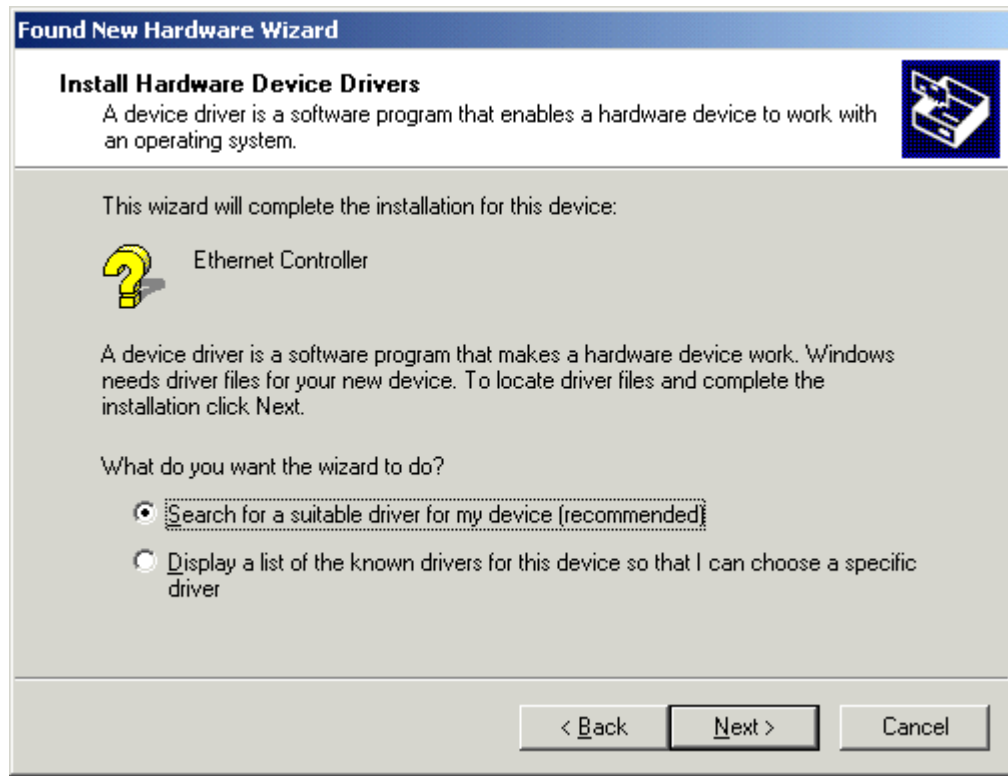 Found New Hardware Wizard
Install Hardware Device Drivers
A device driver is a software program that enables a hardware device to work with
an operating system.
This wizard will complete the installation for this device:
Ethernet Controller
A device driver is a software program that makes a hardware device work. Windows
needs driver files for your new device. To locate driver files and complete the
installation click Next.
What do you want the wizard to do?
Search for a suitable driver for my device (recommended)
Display a list of the known drivers for this device so that I can choose a specific
driver
< Back
Next >
Cancel